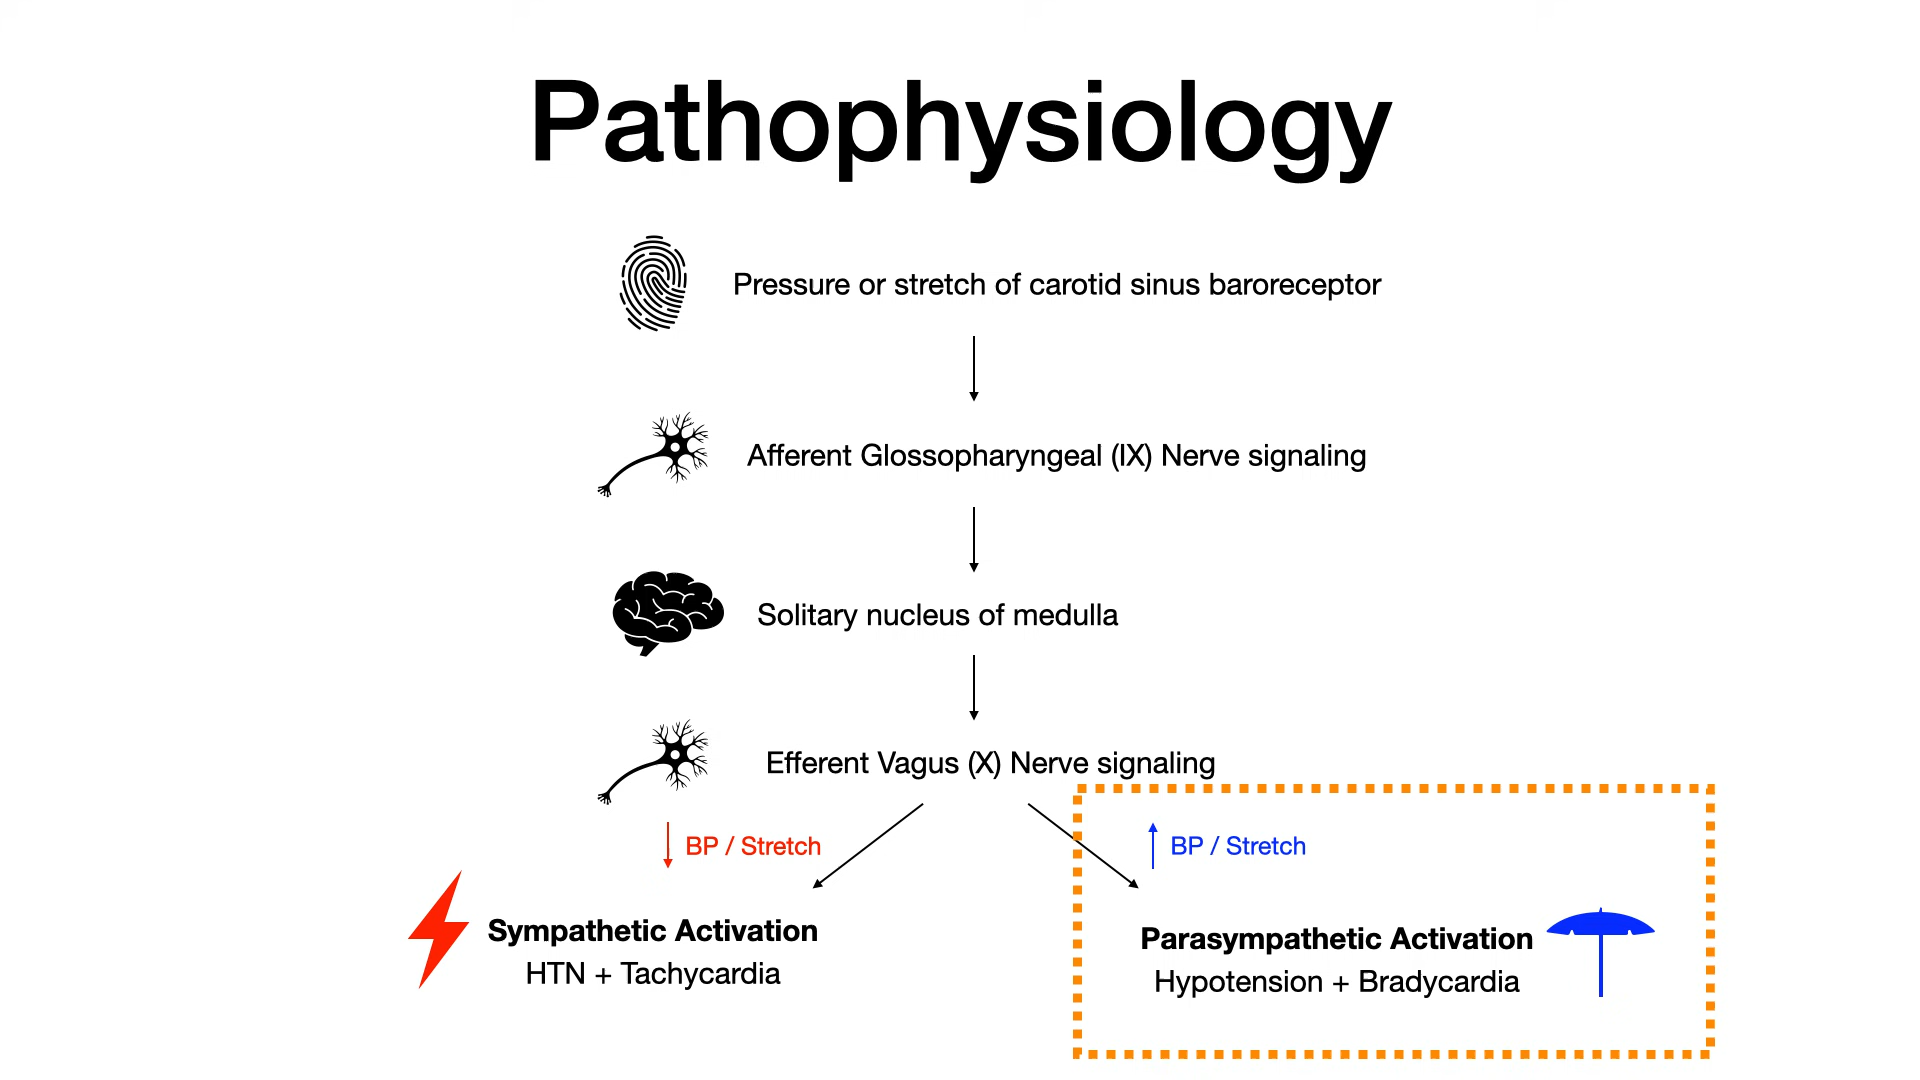 Pathophysiology
Pressure or stretch of carotid sinus baroreceptor
Afferent Glossopharyngeal (IX) Nerve signaling
Solitary nucleus of medulla
Efferent Vagus (X) Nerve signaling
BP / Stretch
BP / Stretch
Sympathetic Activation
HTN + Tachycardia
Parasympathetic Activation
Hypotension + Bradycardia